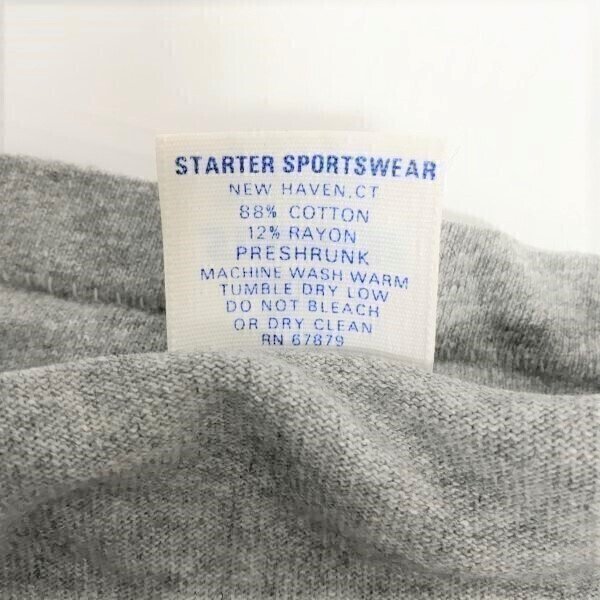 STARTER SPORTSWEAR
NEW HAVEN, CT
88% COTTON
12% RAYON
PRESHRUNK
MACHINE WASH WARM
TUMBLE DRY LOW
DO NOT BLEACH
OR DRY CLEAN
RN 67879